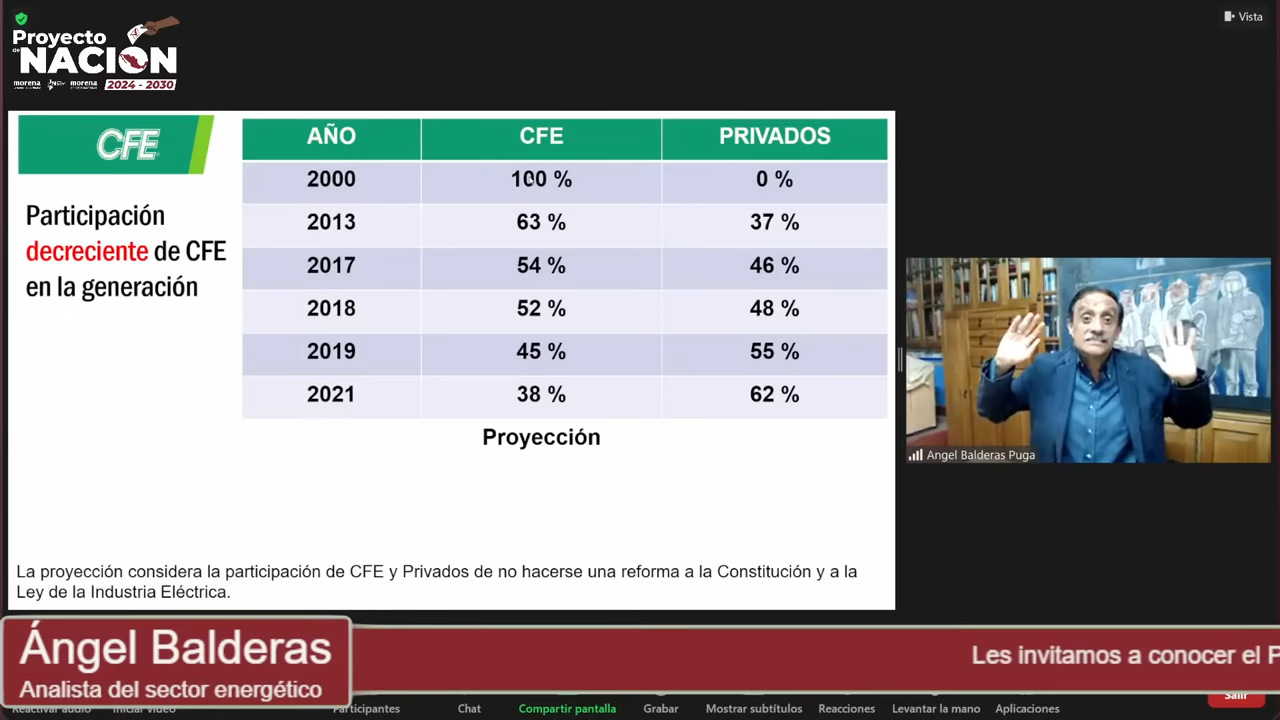 Vista
Proyecto
de
NACIÓN
morena
morena
2024 - 2030
CFE
Participación
decreciente de CFE
en la generación
AÑO CFE PRIVADOS
2000 100 % 0 %
2013 63 % 37 %
2017 54 % 46 %
2018 52 % 48 %
2019 45 % 55 %
2021 38 % 62 %
Proyección
La proyección considera la participación de CFE y Privados de no hacerse una reforma a la Constitución y a la
Ley de la Industria Eléctrica.
Angel Balderas Puga
Ángel Balderas
Analista del sector energético
Les invitamos a conocer el P
Reactivar audio Iniciar video Participantes Chat Compartir pantalla Grabar Mostrar subtítulos Reacciones Levantar la mano Aplicaciones Salir